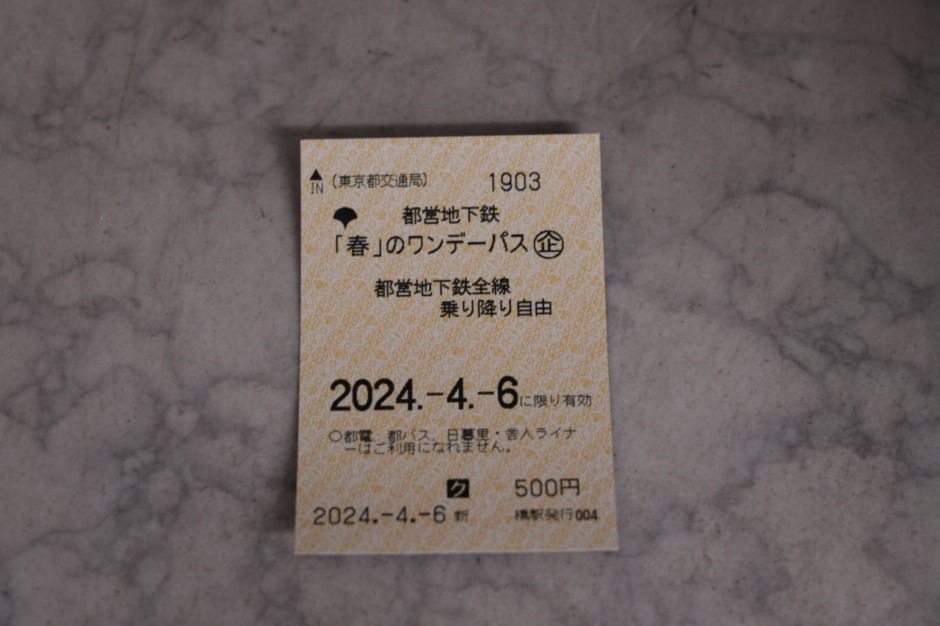 ▲ (東京都交通局) 1903
IN
都営地下鉄
「春」のワンデーパス㊭
都営地下鉄全線
乗り降り自由
2024.-4.-6に限り有効
○都電、都バス、日暮里・舎人ライナ
ーはご利用になれません。
ク 500円
2024.-4.-6 新 橋駅発行004